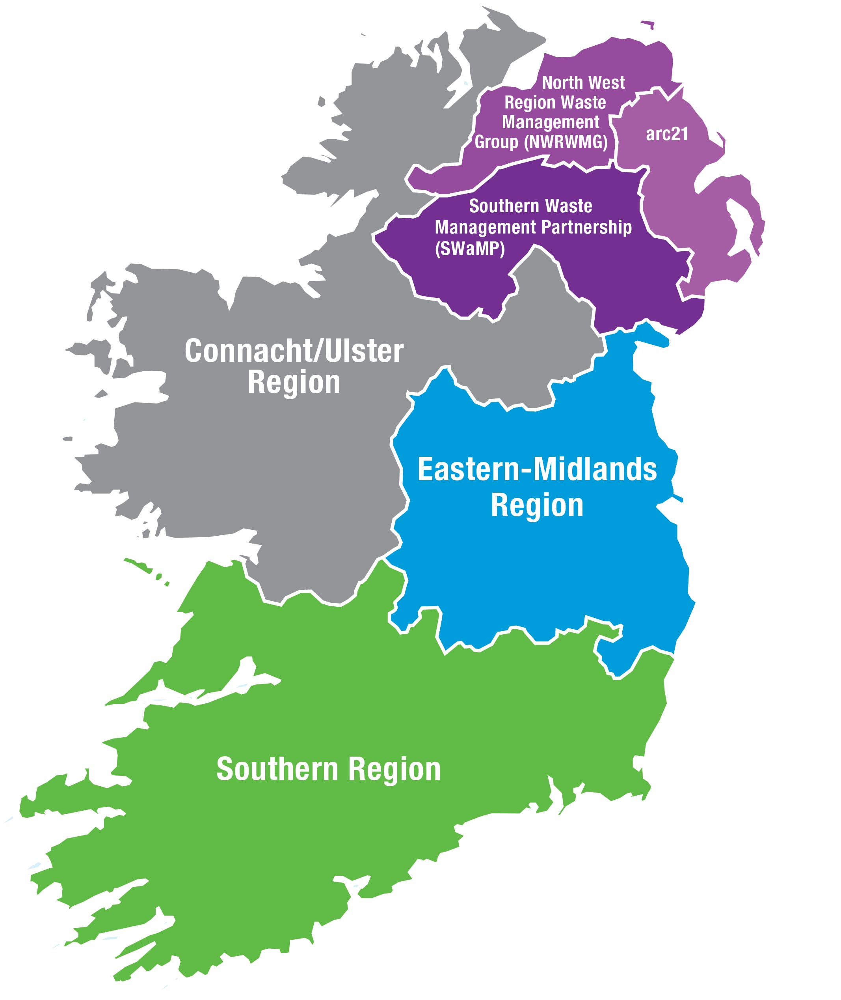 North West
Region Waste
Management
Group (NWRWMG)
arc21
Southern Waste
Management Partnership
(SWaMP)
Connacht/Ulster
Region
Eastern-Midlands
Region
Southern Region